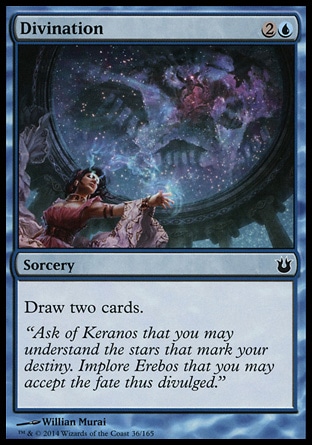 Divination 2
Sorcery
Draw two cards.
“Ask of Keranos that you may
understand the stars that mark your
destiny. Implore Erebos that you may
accept the fate thus divulged.”
Willian Murai
™ & © 2014 Wizards of the Coast 36/165